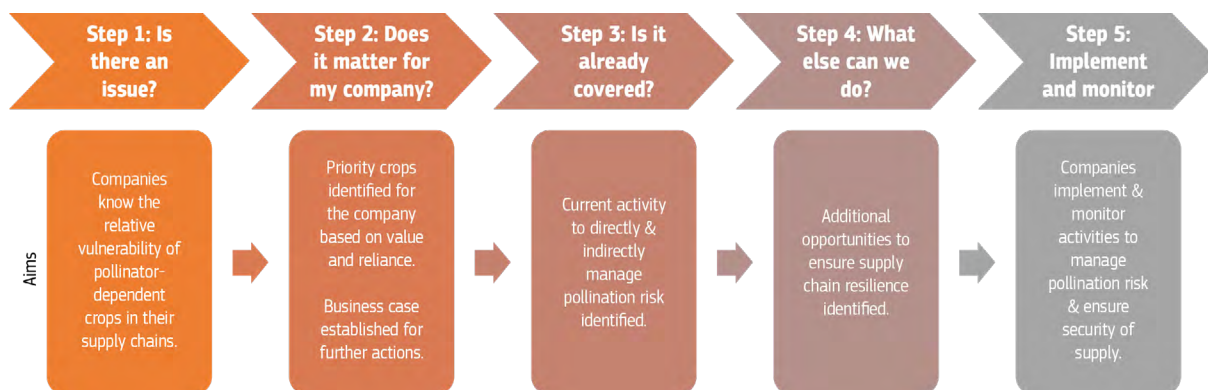 Step 1: Is
there an
issue?
Step 2: Does
it matter for
my company?
Step 3: Is it
already
covered?
Step 4: What
else can we
do?
Step 5:
Implement
and monitor
Aims
Companies
know the
relative
vulnerability of
pollinator-
dependent
crops in their
supply chains.
Priority crops
identified for
the company
based on value
and reliance.
Business case
established for
further actions.
Current activity
to directly &
indirectly
manage
pollination risk
identified.
Additional
opportunities to
ensure supply
chain resilience
identified.
Companies
implement &
monitor
activities to
manage
pollination risk
& ensure
security of
supply.